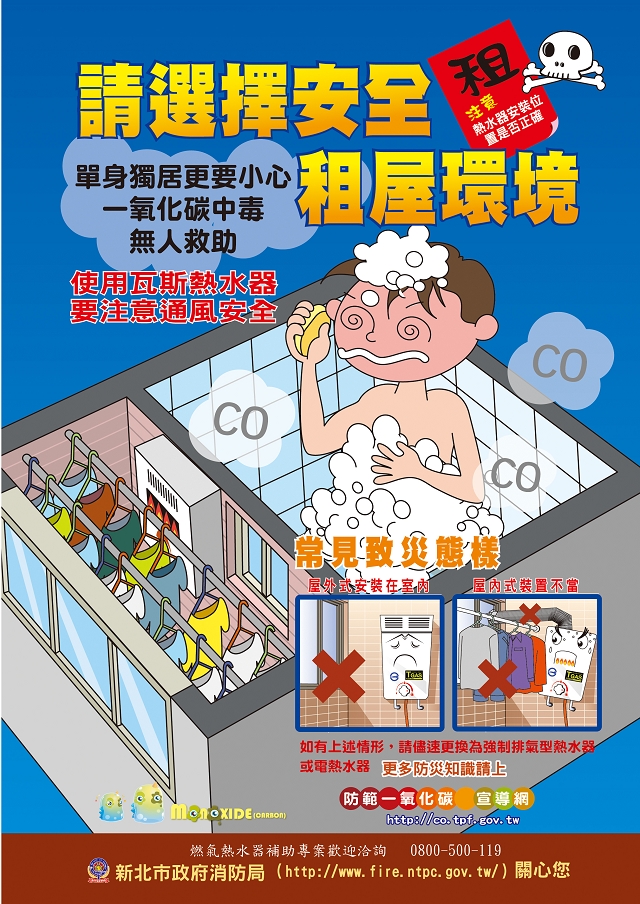 請選擇安全
租屋環境
租
注意
熱水器安裝位
置是否正確
單身獨居更要小心
一氧化碳中毒
無人救助
使用瓦斯熱水器
要注意通風安全
CO
CO
CO
常見致災態樣
屋外式安裝在室內
屋內式裝置不當
TGAS
TGAS
如有上述情形，請儘速更換為強制排氣型熱水器
或電熱水器 更多防災知識請上
防範一氧化碳 宣導網
http://co.tpf.gov.tw
MONOXIDE(CARBON)
燃氣熱水器補助專案歡迎洽詢 0800-500-119
新北市政府消防局(http://www.fire.ntpc.gov.tw/)關心您